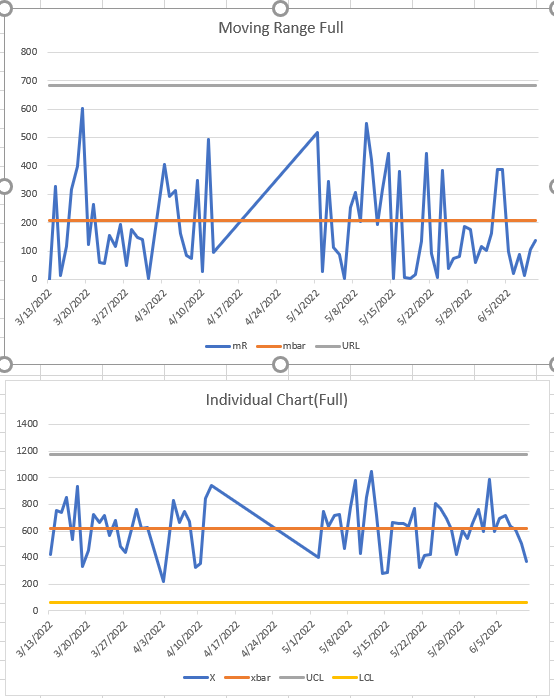 Moving Range Full
800
700
600
500
400
300
200
100
0
3/13/2022 3/20/2022 3/27/2022 4/3/2022 4/10/2022 4/17/2022 4/24/2022 5/1/2022 5/8/2022 5/15/2022 5/22/2022 5/29/2022 6/5/2022
mR mbar URL
Individual Chart(Full)
1400
1200
1000
800
600
400
200
0
3/13/2022 3/20/2022 3/27/2022 4/3/2022 4/10/2022 4/17/2022 4/24/2022 5/1/2022 5/8/2022 5/15/2022 5/22/2022 5/29/2022 6/5/2022
X xbar UCL LCL